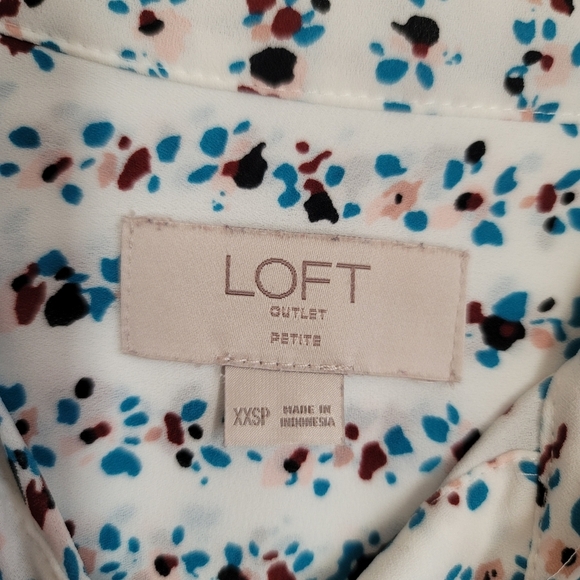 LOFT
OUTLET
PETITE
XXSP MADE IN
INDONESIA